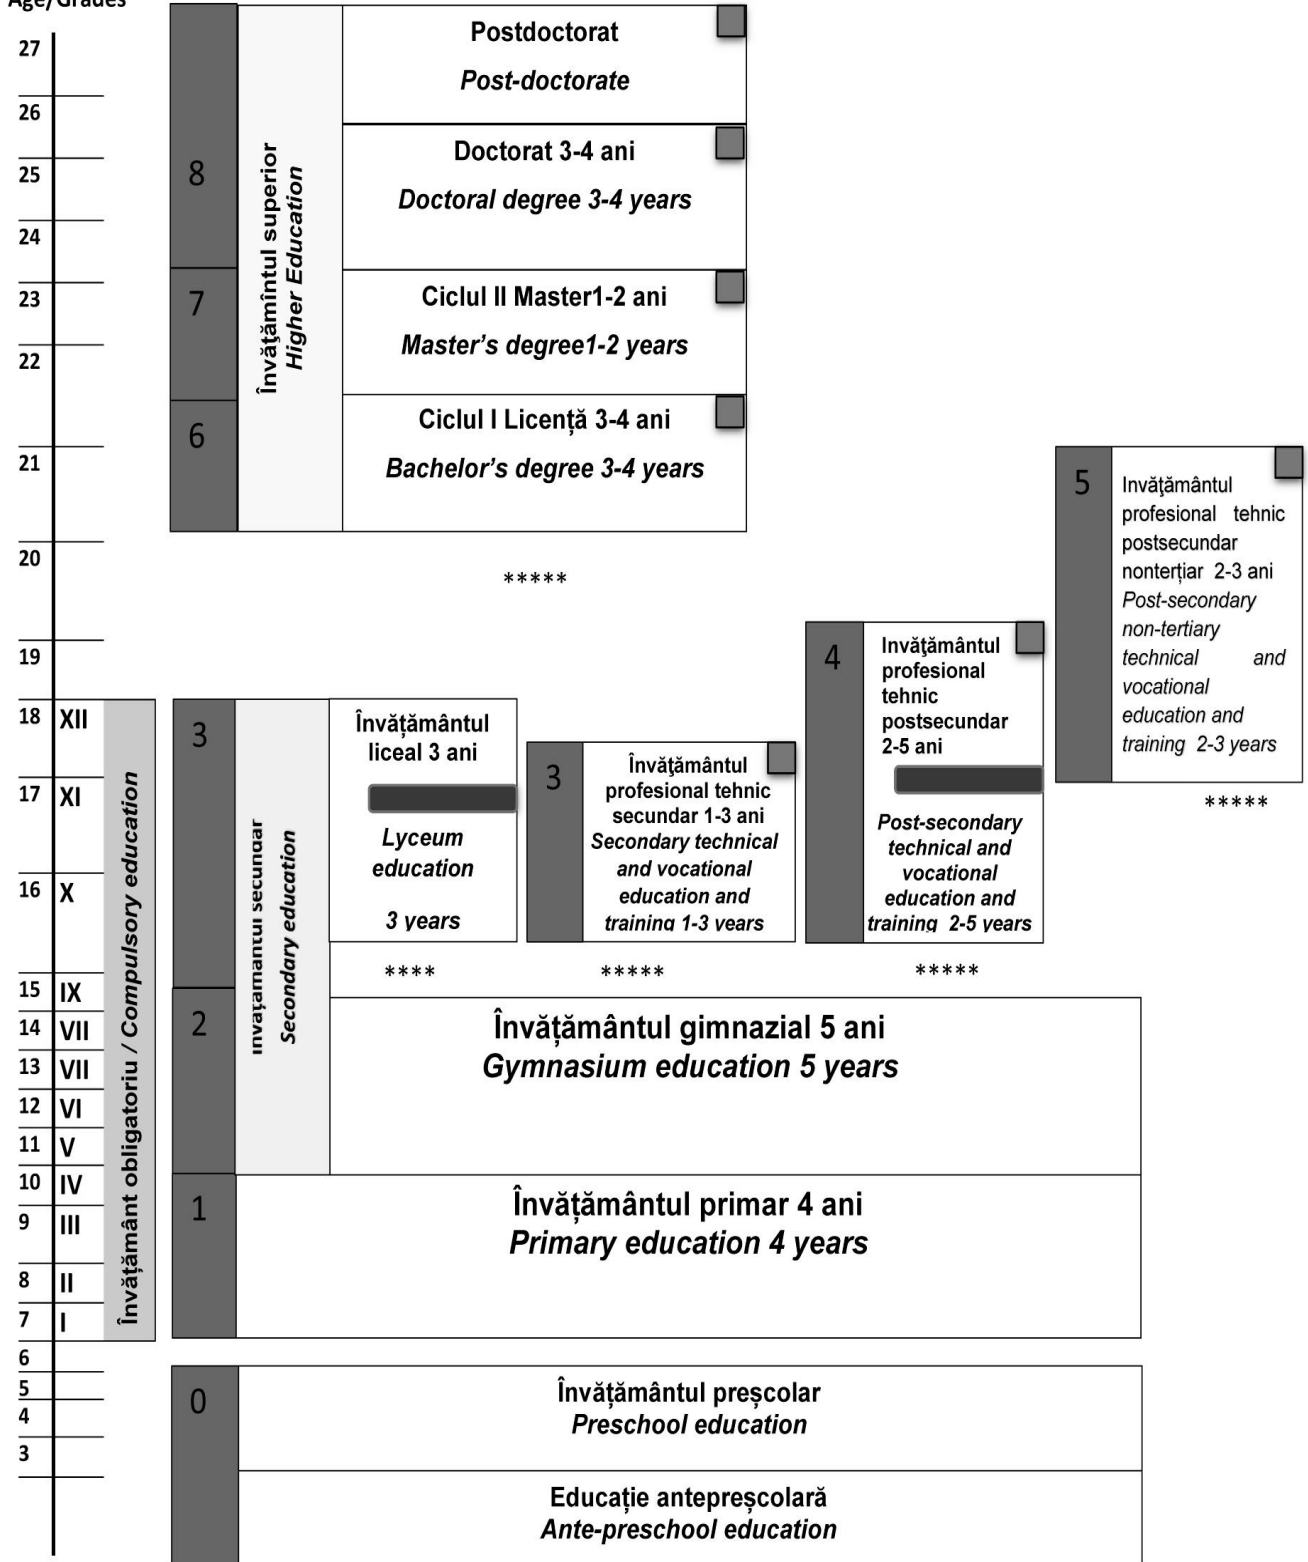 Age/Grades
27
26
25
24
23
22
21
20
19
18 XII
17 XI
16 X
15 IX
14 VII
13 VII
12 VI
11 V
10 IV
9 III
8 II
7 I
6
5
4
3
Învățământ obligatoriu / Compulsory education
8
7
6
Învăţămîntul superior
Higher Education
Postdoctorat
Post-doctorate
Doctorat 3-4 ani
Doctoral degree 3-4 years
Ciclul II Master1-2 ani
Master’s degree1-2 years
Ciclul I Licență 3-4 ani
Bachelor’s degree 3-4 years
*****
5
Invăţământul
profesional tehnic
postsecundar
nonterțiar 2-3 ani
Post-secondary
non-tertiary
technical and
vocational
education and
training 2-3 years
*****
4
Invăţământul
profesional
tehnic
postsecundar
2-5 ani
Post-secondary
technical and
vocational
education and
training 2-5 years
*****
3
Învăţământul
profesional tehnic
secundar 1-3 ani
Secondary technical
and vocational
education and
training 1-3 years
*****
3
Învățământul
liceal 3 ani
Lyceum
education
3 years
****
Învațamantul secundar
Secondary education
2
Învățământul gimnazial 5 ani
Gymnasium education 5 years
1
Învățământul primar 4 ani
Primary education 4 years
0
Învățământul preșcolar
Preschool education
Educație antepreșcolară
Ante-preschool education